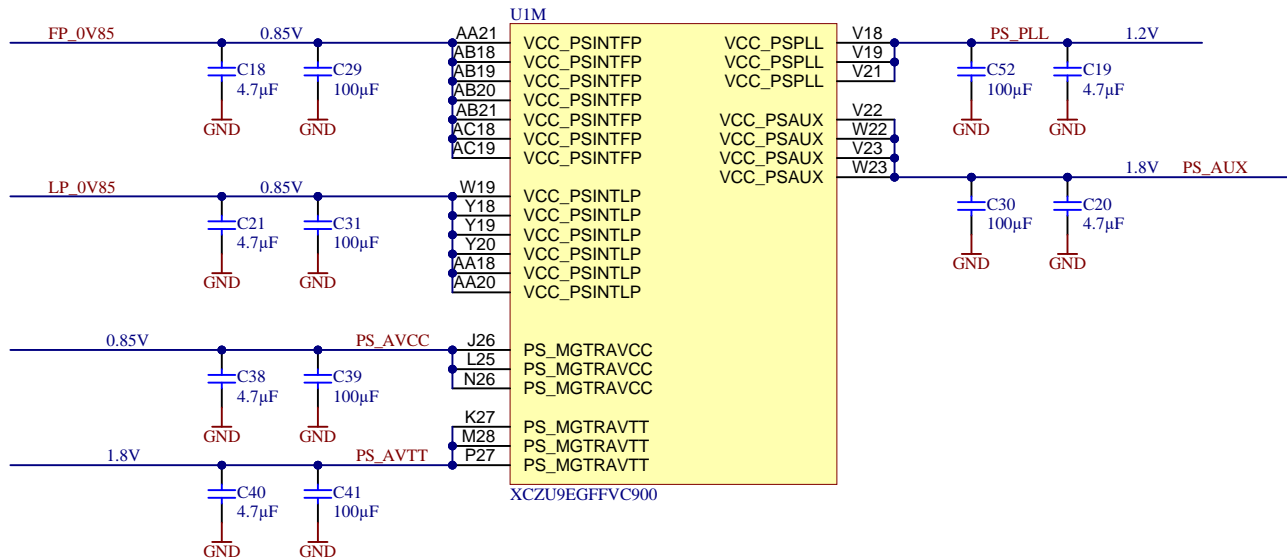 U1M
FP_0V85
0.85V
C18
4.7µF
GND
C29
100µF
GND
AA21 VCC_PSINTFP
AB18 VCC_PSINTFP
AB19 VCC_PSINTFP
AB20 VCC_PSINTFP
AB21 VCC_PSINTFP
AC18 VCC_PSINTFP
AC19 VCC_PSINTFP
LP_0V85
0.85V
C21
4.7µF
GND
C31
100µF
GND
W19 VCC_PSINTLP
Y18 VCC_PSINTLP
Y19 VCC_PSINTLP
Y20 VCC_PSINTLP
AA18 VCC_PSINTLP
AA20 VCC_PSINTLP
0.85V
PS_AVCC
C38
4.7µF
GND
C39
100µF
GND
J26 PS_MGTRAVCC
L25 PS_MGTRAVCC
N26 PS_MGTRAVCC
1.8V
PS_AVTT
C40
4.7µF
GND
C41
100µF
GND
K27 PS_MGTRAVTT
M28 PS_MGTRAVTT
P27 PS_MGTRAVTT
VCC_PSPLL V18
VCC_PSPLL V19
VCC_PSPLL V21
PS_PLL
1.2V
C52
100µF
GND
C19
4.7µF
GND
VCC_PSAUX V22
VCC_PSAUX W22
VCC_PSAUX V23
VCC_PSAUX W23
1.8V
PS_AUX
C30
100µF
GND
C20
4.7µF
GND
XCZU9EGFFVC900